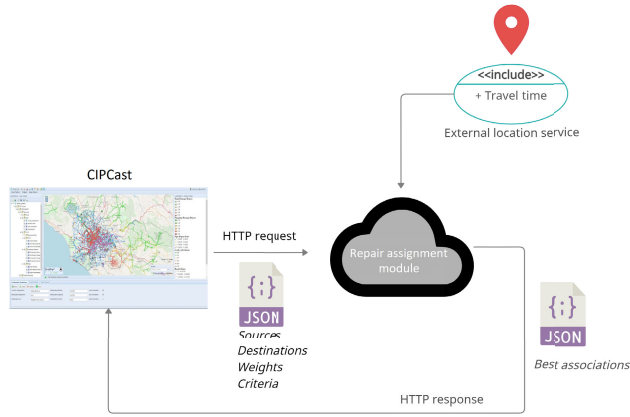 <<include>>
+ Travel time
External location service
CIPCast
HTTP request
Repair assignment
module
{;}
JSON
Sources
Destinations
Weights
Criteria
{;}
JSON
Best associations
HTTP response